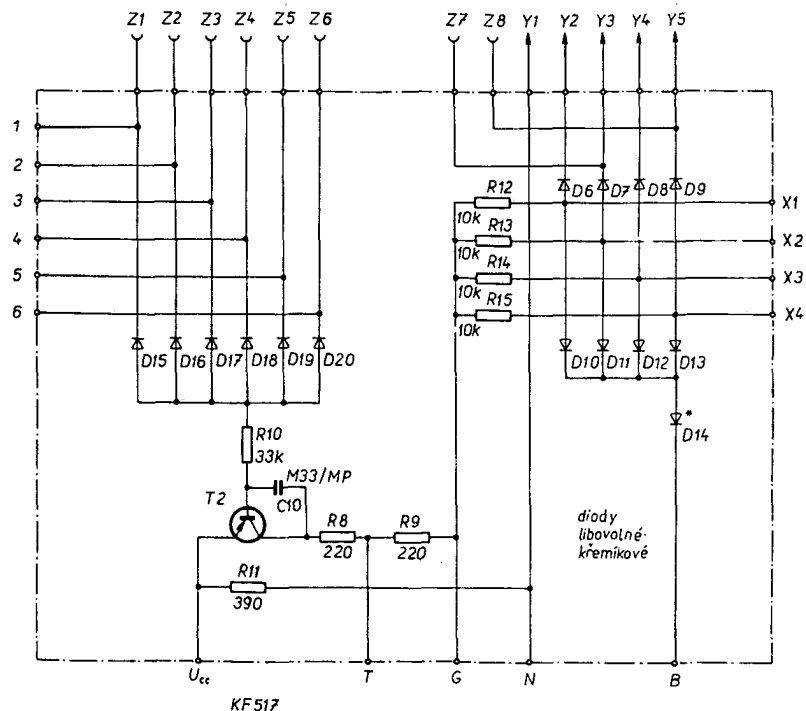 Z1 Z2 Z3 Z4 Z5 Z6 Z7 Z8 Y1 Y2 Y3 Y4 Y5
1
2
3
4
5
6
R12
10k
R13
10k
R14
10k
R15
10k
D6 D7 D8 D9
X1
X2
X3
X4
D15 D16 D17 D18 D19 D20
D10 D11 D12 D13
D14 *
R10
33k
M33/MP
C10
T2
R8
220
R9
220
R11
390
diody
libovolné-
křemíkové
Ucc T G N B
KF517